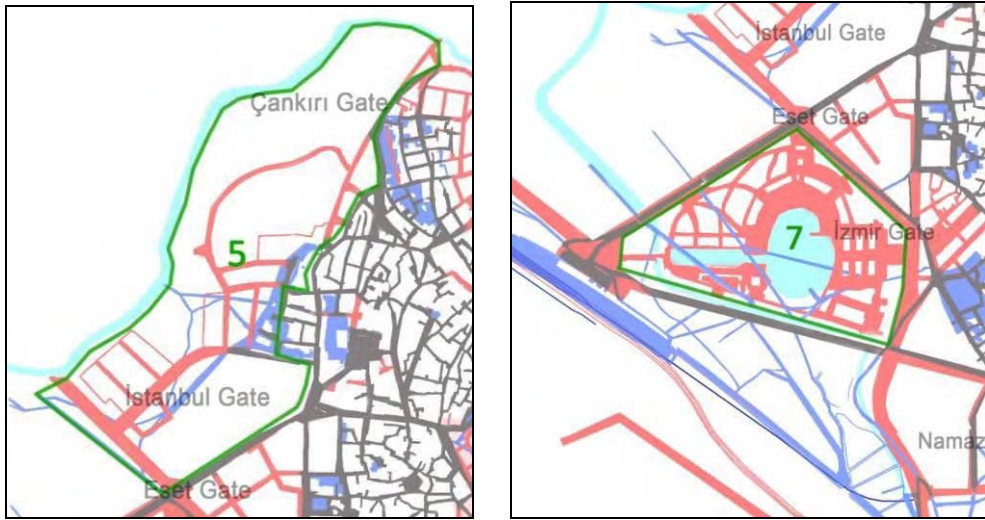 Çankırı Gate
5
İstanbul Gate
Eset Gate
İstanbul Gate
Eset Gate
7
İzmir Gate
Namaz